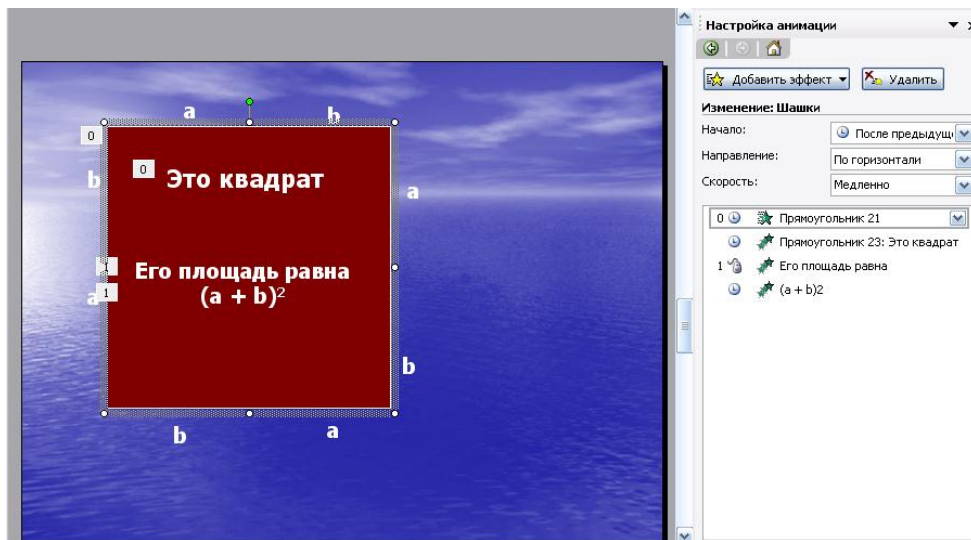 Настройка анимации
Добавить эффект
Удалить
Изменение: Шашки
Начало:
После предыдущ
Направление:
По горизонтали
Скорость:
Медленно
0 Прямоугольник 21
Прямоугольник 23: Это квадрат
1 Его площадь равна
(a + b)2
a
b
0
0
Это квадрат
b
a
1
Его площадь равна
1
(a + b)²
a
b
b
a